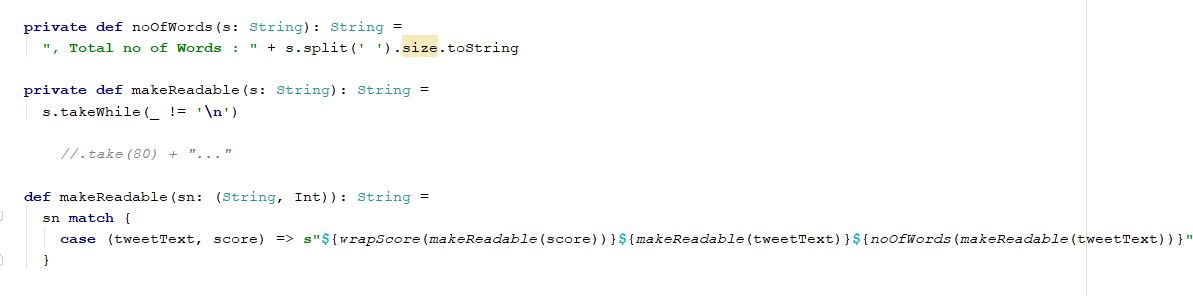 private def noOfWords(s: String): String =
", Total no of Words : " + s.split(' ').size.toString
private def makeReadable(s: String): String =
s.takeWhile(_ != '\n')
//.take(80) + "..."
def makeReadable(sn: (String, Int)): String =
sn match {
case (tweetText, score) => s"${wrapScore(makeReadable(score))}${makeReadable(tweetText)}${noOfWords(makeReadable(tweetText))}"
}